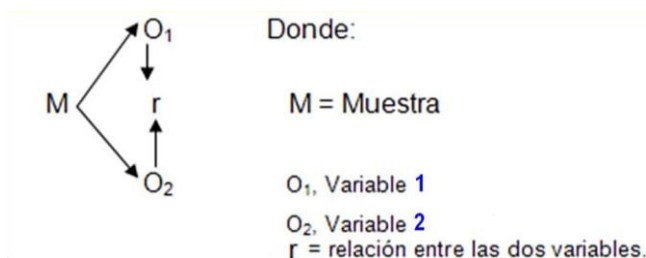 O₁ Donde:
M r M = Muestra
O₂ O₁, Variable 1
O₂, Variable 2
r = relación entre las dos variables.